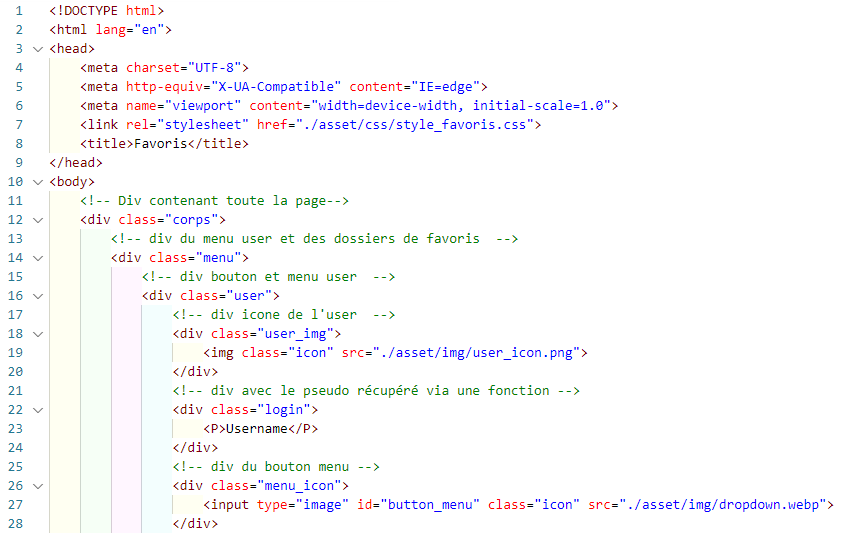 1 <!DOCTYPE html>
2 <html lang="en">
3 <head>
4 <meta charset="UTF-8">
5 <meta http-equiv="X-UA-Compatible" content="IE=edge">
6 <meta name="viewport" content="width=device-width, initial-scale=1.0">
7 <link rel="stylesheet" href="./asset/css/style_favoris.css">
8 <title>Favoris</title>
9 </head>
10 <body>
11 <!-- Div contenant toute la page-->
12 <div class="corps">
13 <!-- div du menu user et des dossiers de favoris  -->
14 <div class="menu">
15 <!-- div bouton et menu user  -->
16 <div class="user">
17 <!-- div icone de l'user  -->
18 <div class="user_img">
19 <img class="icon" src="./asset/img/user_icon.png">
20 </div>
21 <!-- div avec le pseudo récupéré via une fonction -->
22 <div class="login">
23 <P>Username</P>
24 </div>
25 <!-- div du bouton menu -->
26 <div class="menu_icon">
27 <input type="image" id="button_menu" class="icon" src="./asset/img/dropdown.webp">
28 </div>